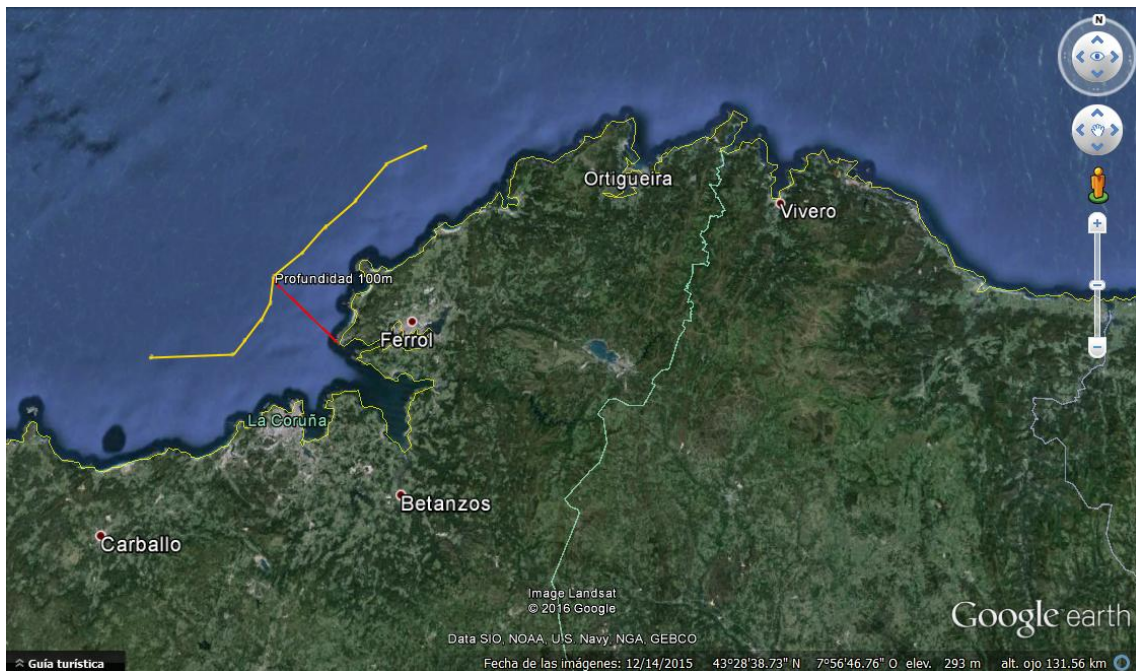 N
Ortigueira
Vivero
Profundidad 100m
Ferrol
La Coruña
Betanzos
Carballo
Image Landsat
© 2016 Google
Google earth
Data SIO, NOAA, U.S. Navy, NGA, GEBCO
Guía turística
Fecha de las imágenes: 12/14/2015 43°28'38.73" N 7°56'46.76" O elev. 293 m alt. ojo 131.56 km